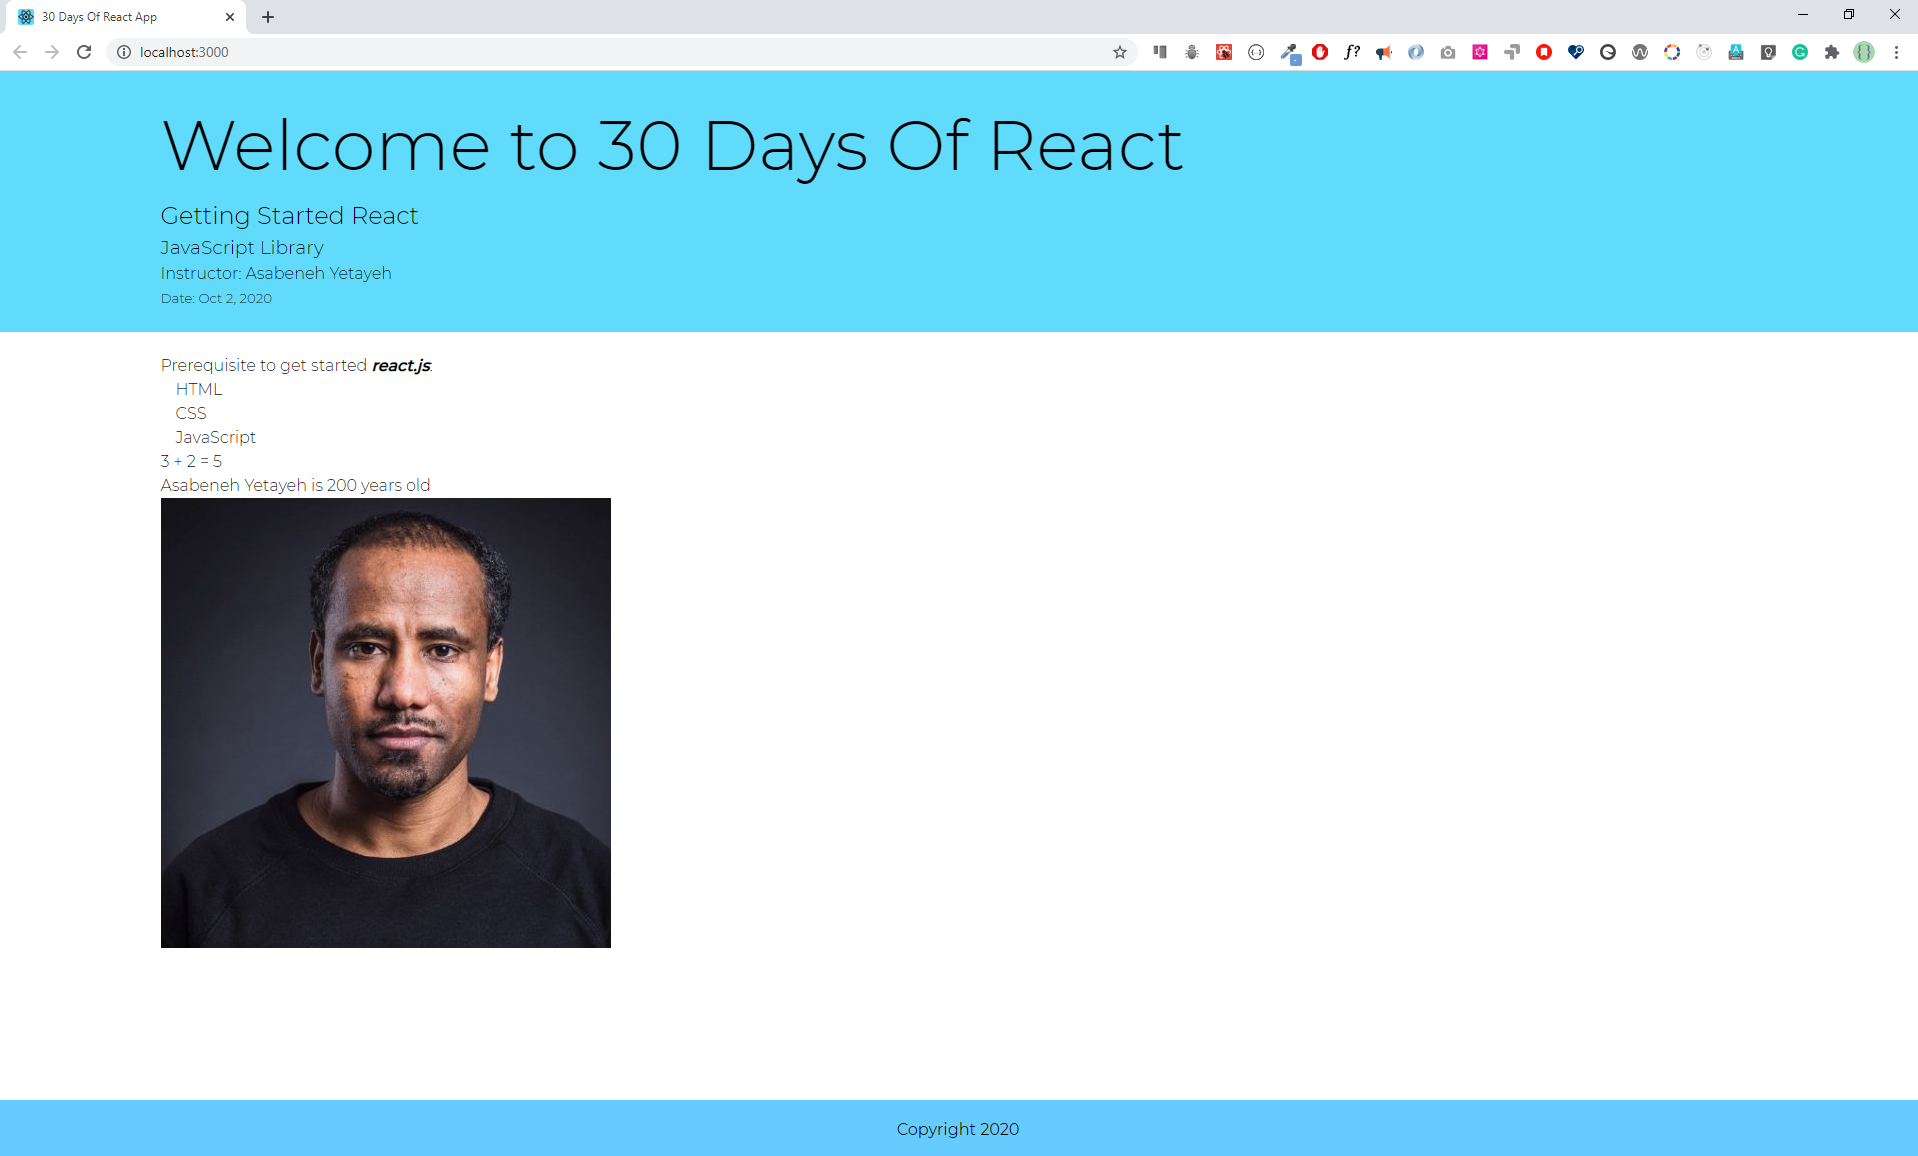 30 Days Of React App
localhost:3000
Welcome to 30 Days Of React
Getting Started React
JavaScript Library
Instructor: Asabeneh Yetayeh
Date: Oct 2, 2020
Prerequisite to get started react.js:
HTML
CSS
JavaScript
3 + 2 = 5
Asabeneh Yetayeh is 200 years old
Copyright 2020